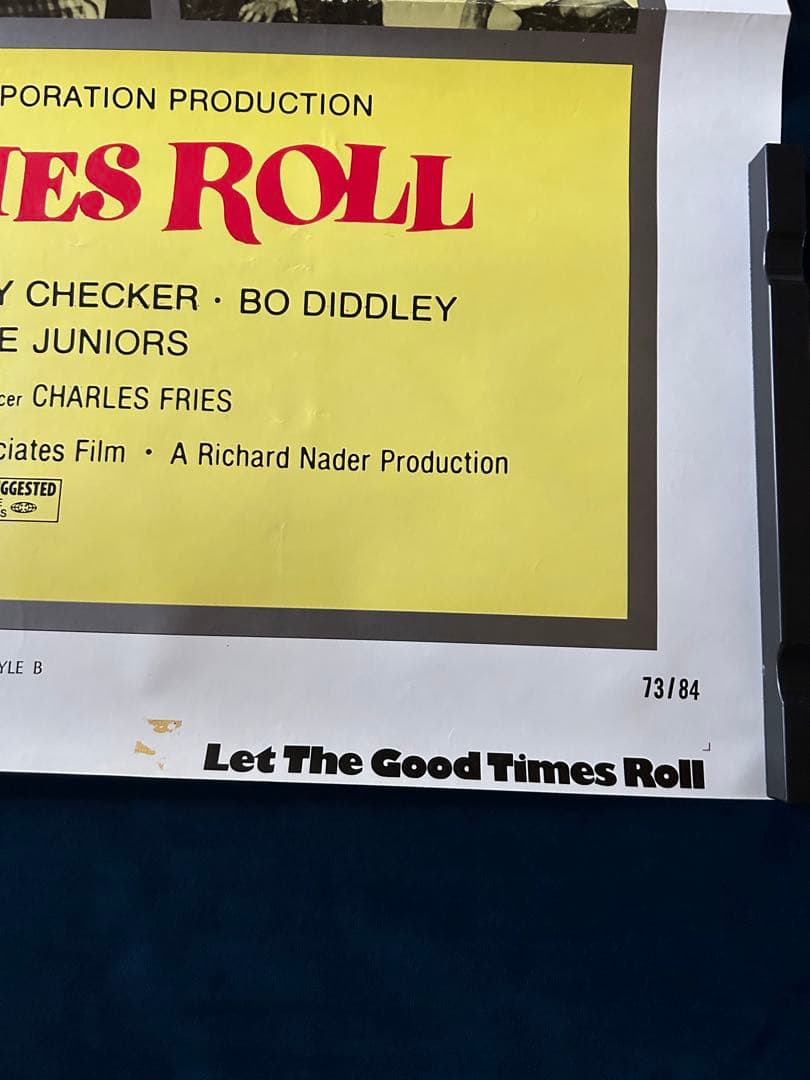 PORATION PRODUCTION
MES ROLL
Y CHECKER · BO DIDDLEY
E JUNIORS
cer CHARLES FRIES
ciates Film · A Richard Nader Production
GGESTED
S
YLE B
73/84
Let The Good Times Roll